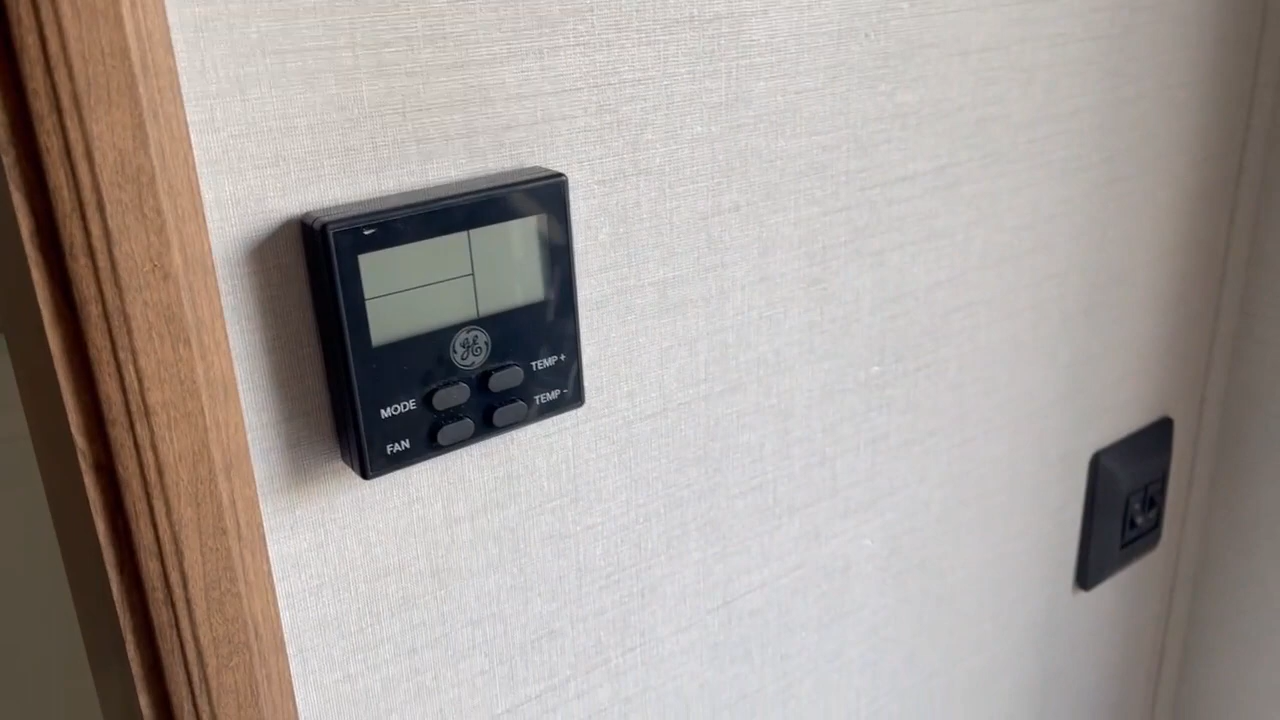 GE
MODE
TEMP +
FAN
TEMP -